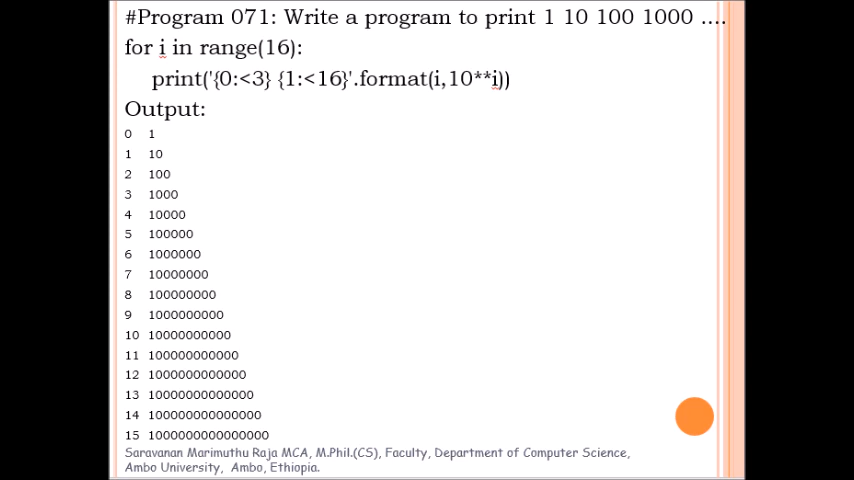 #Program 071: Write a program to print 1 10 100 1000 ....
for i in range(16):
print('{0:<3} {1:<16}'.format(i,10**i))
Output:
0 1
1 10
2 100
3 1000
4 10000
5 100000
6 1000000
7 10000000
8 100000000
9 1000000000
10 10000000000
11 100000000000
12 1000000000000
13 10000000000000
14 100000000000000
15 1000000000000000
Saravanan Marimuthu Raja MCA, M.Phil.(CS), Faculty, Department of Computer Science,
Ambo University, Ambo, Ethiopia.